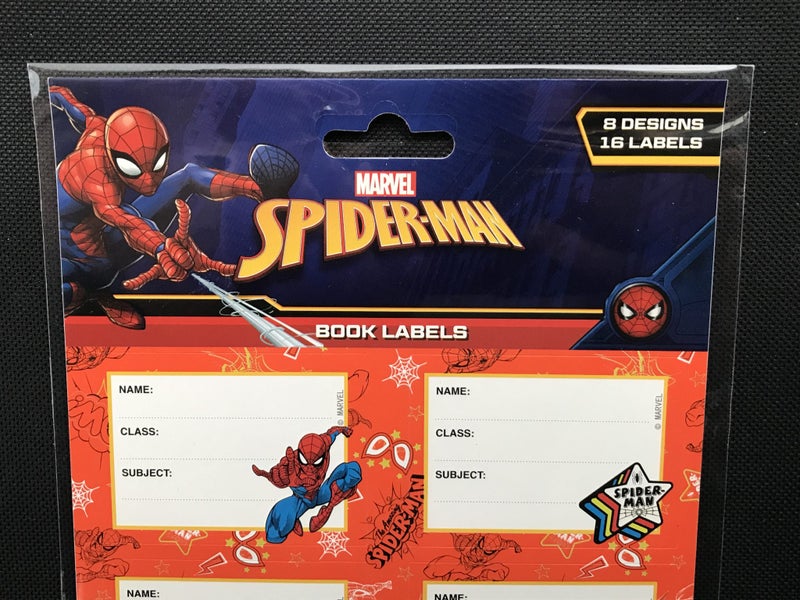 8 DESIGNS
16 LABELS
MARVEL
SPIDER-MAN
BOOK LABELS
NAME:
CLASS:
SUBJECT:
© MARVEL
NAME:
CLASS:
SUBJECT:
© MARVEL
SPIDER-
MAN
SPIDER-MAN
NAME:
NAME: